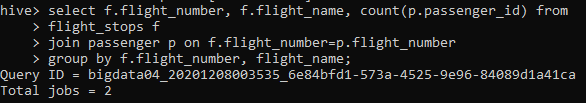 hive> select f.flight_number, f.flight_name, count(p.passenger_id) from
    > flight_stops f
    > join passenger p on f.flight_number=p.flight_number
    > group by f.flight_number, flight_name;
Query ID = bigdata04_20201208003535_6e84bfd1-573a-4525-9e96-84089d1a41ca
Total jobs = 2